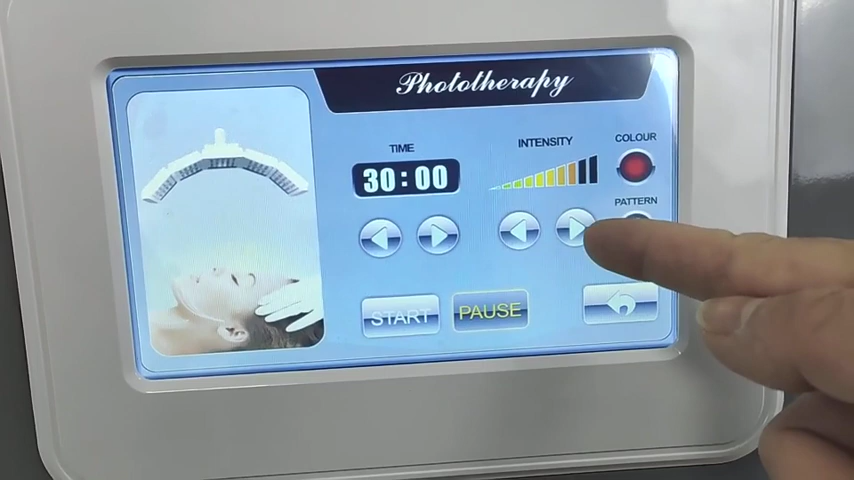 Phototherapy
TIME
INTENSITY
COLOUR
30:00
PATTERN
START
PAUSE